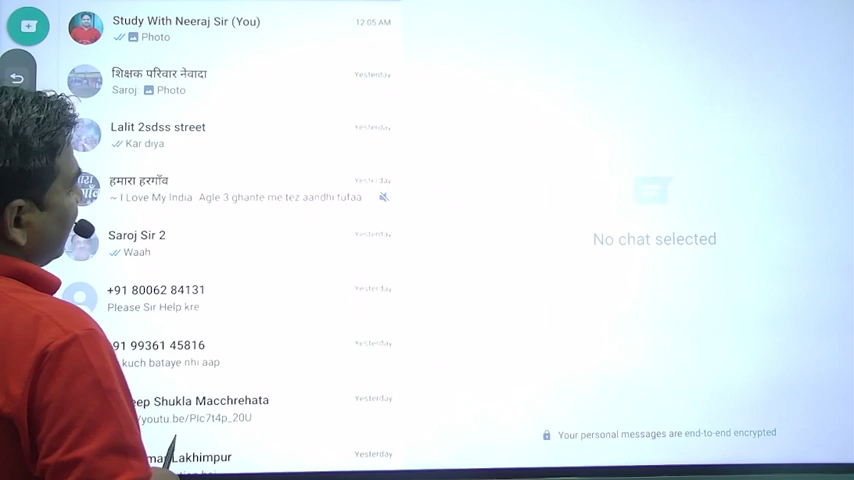 Study With Neeraj Sir (You)
12:05 AM
Photo
शिक्षक परिवार नेवादा
Yesterday
Saroj: Photo
Lalit 2sdss street
Yesterday
Kar diya
हमारा हरगाँव
Yesterday
~ I Love My India Agle 3 ghante me tez aandhi tufaa
Saroj Sir 2
Yesterday
Waah
+91 80062 84131
Yesterday
Please Sir Help kre
91 99361 45816
Yesterday
kuch bataye nhi aap
eep Shukla Macchrehata
Yesterday
/youtu.be/PIc7t4p_20U
mar Lakhimpur
Yesterday
No chat selected
Your personal messages are end-to-end encrypted